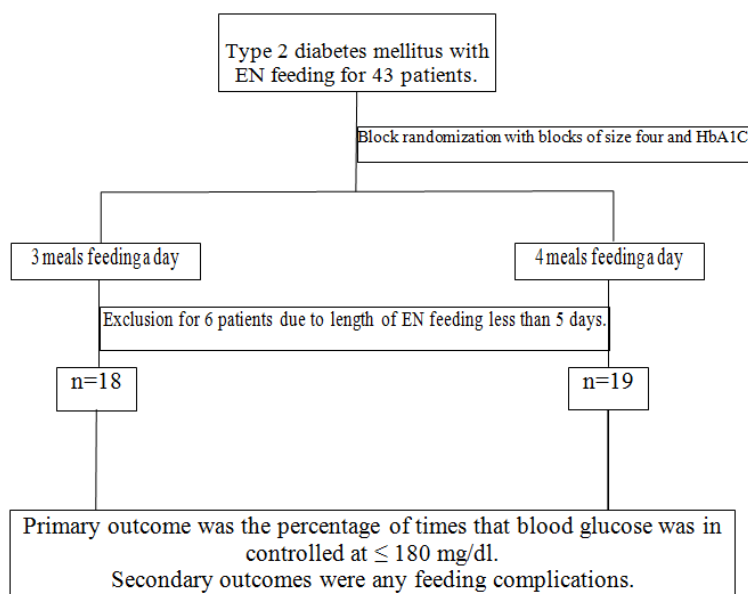 Type 2 diabetes mellitus with
EN feeding for 43 patients.
Block randomization with blocks of size four and HbA1C
3 meals feeding a day
4 meals feeding a day
Exclusion for 6 patients due to length of EN feeding less than 5 days.
n=18
n=19
Primary outcome was the percentage of times that blood glucose was in
controlled at ≤ 180 mg/dl.
Secondary outcomes were any feeding complications.